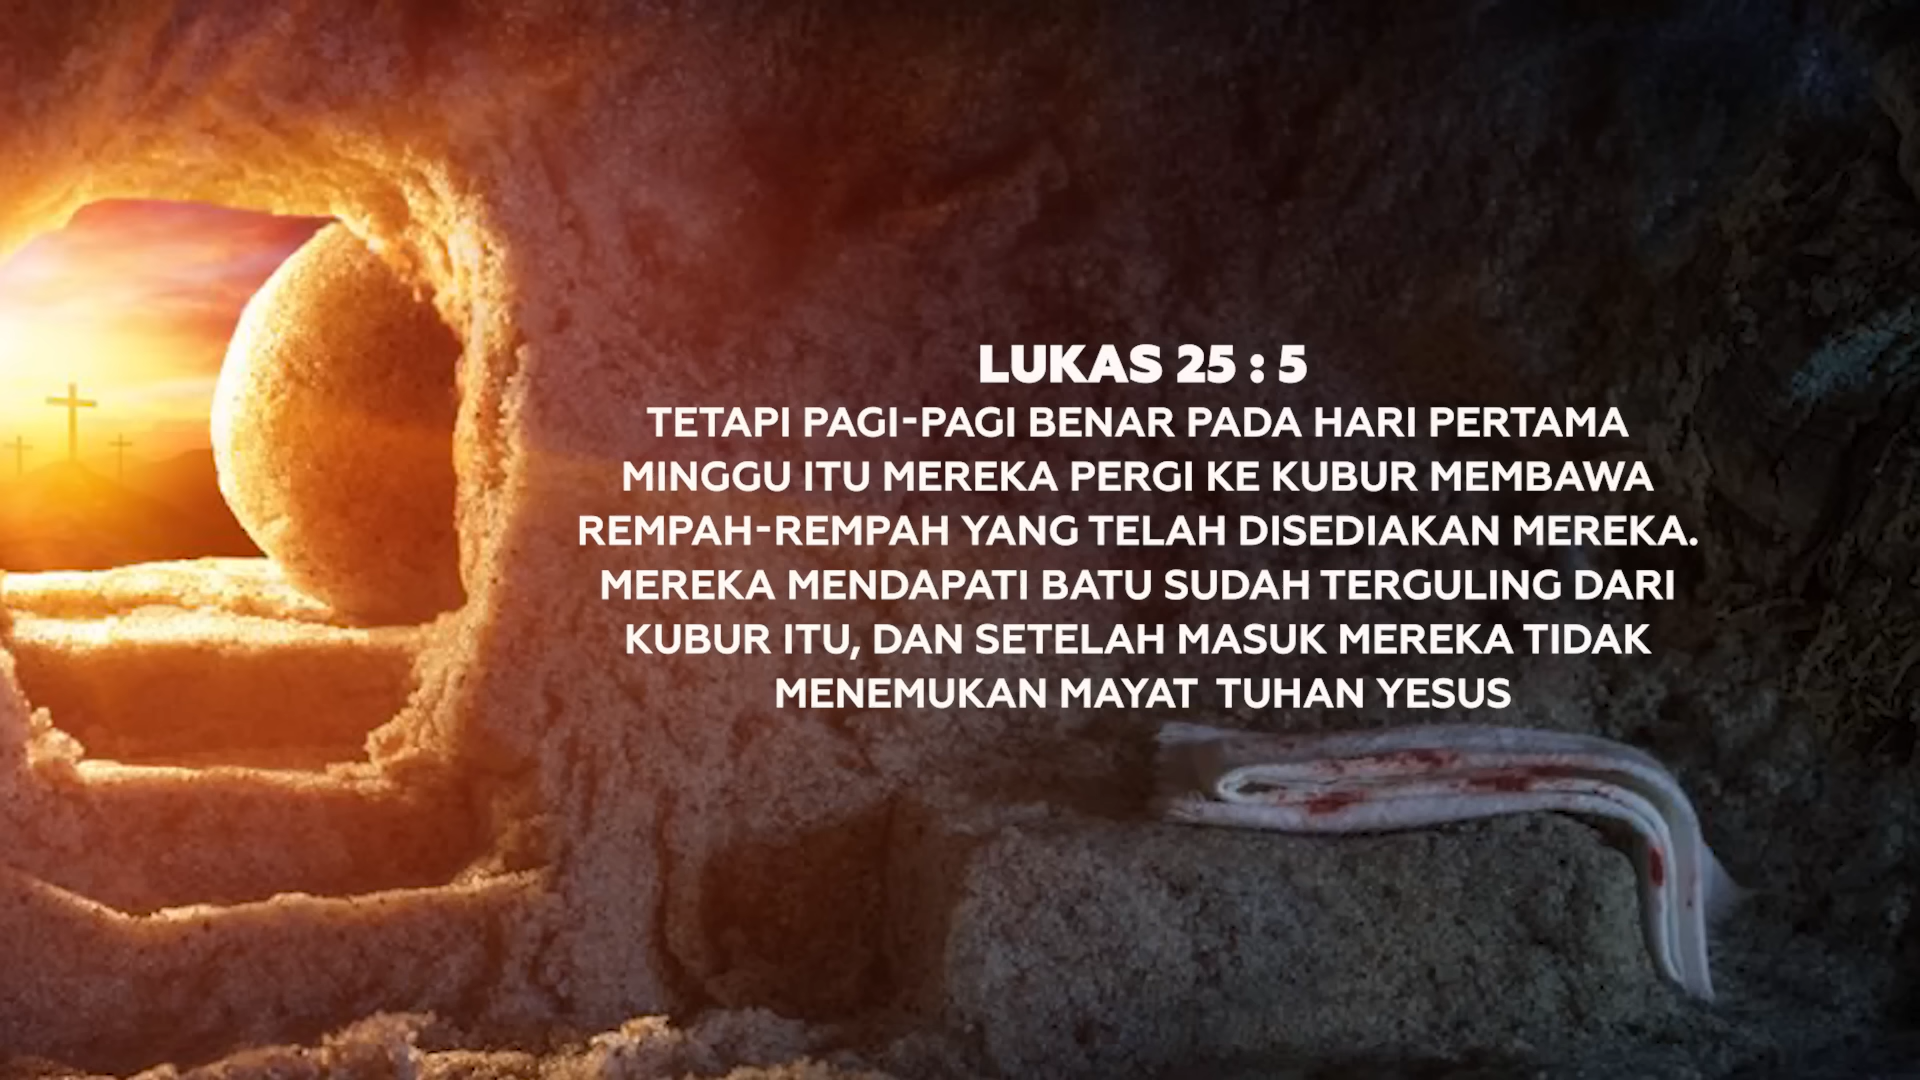 LUKAS 25 : 5
TETAPI PAGI-PAGI BENAR PADA HARI PERTAMA
MINGGU ITU MEREKA PERGI KE KUBUR MEMBAWA
REMPAH-REMPAH YANG TELAH DISEDIAKAN MEREKA.
MEREKA MENDAPATI BATU SUDAH TERGULING DARI
KUBUR ITU, DAN SETELAH MASUK MEREKA TIDAK
MENEMUKAN MAYAT  TUHAN YESUS